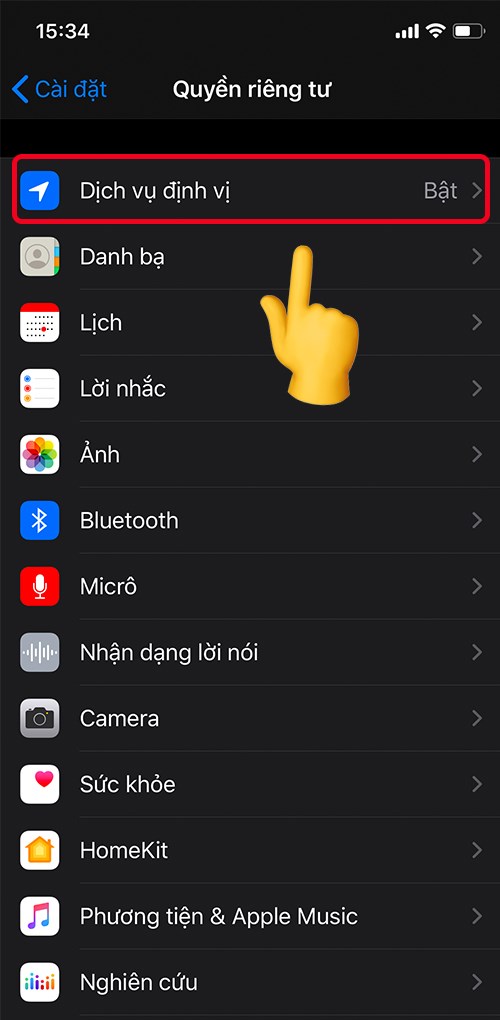 15:34
Cài đặt
Quyền riêng tư
Dịch vụ định vị
Bật
Danh bạ
Lịch
Lời nhắc
Ảnh
Bluetooth
Micrô
Nhận dạng lời nói
Camera
Sức khỏe
HomeKit
Phương tiện & Apple Music
Nghiên cứu